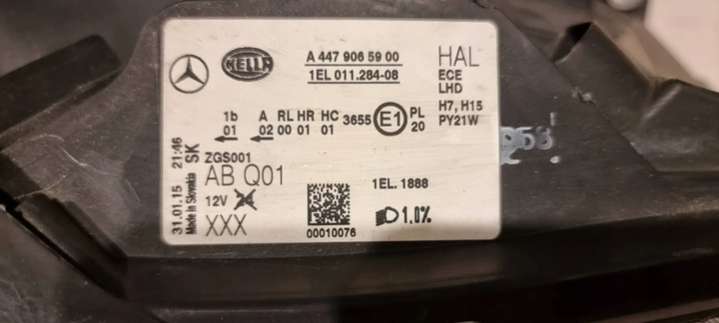 HELLA
A 447 906 59 00
1EL 011.284-08
HAL
ECE
LHD
H7, H15
PY21W
1b A RL HR HC
01 02 00 01 01
3655 E1 PL
20
ZGS001
AB Q01
12V
XXX
31.01.15 21:46
Made in Slovakia SK
00010076
1EL. 1888
1.0%